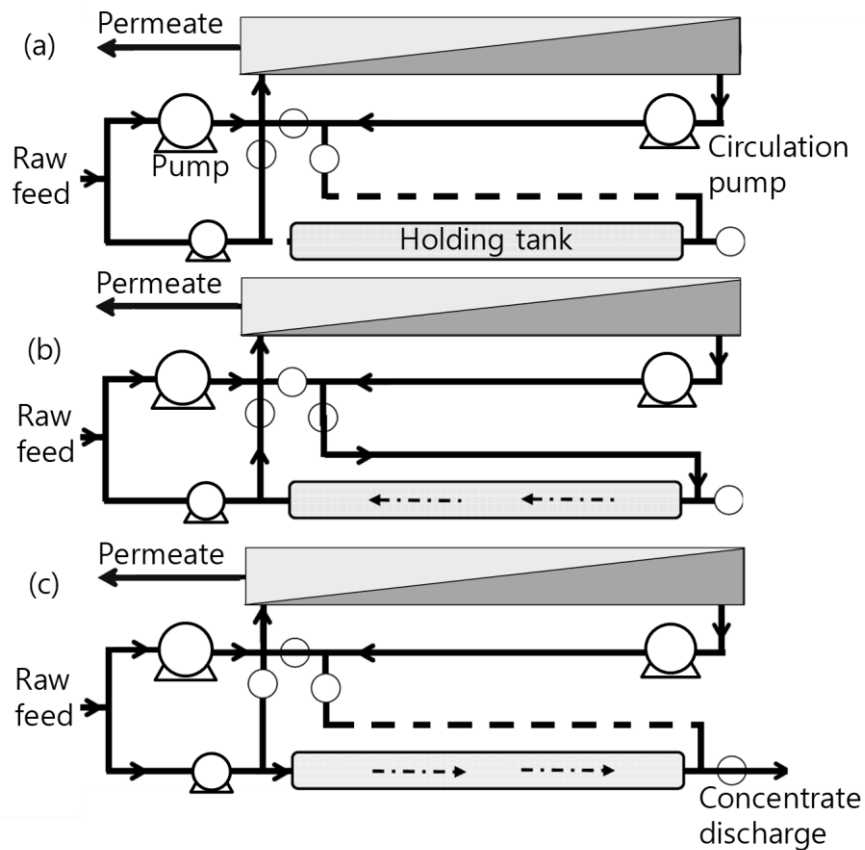 Permeate
(a)
Raw
feed
Pump
Circulation
pump
Holding tank
Permeate
(b)
Raw
feed
Permeate
(c)
Raw
feed
Concentrate
discharge